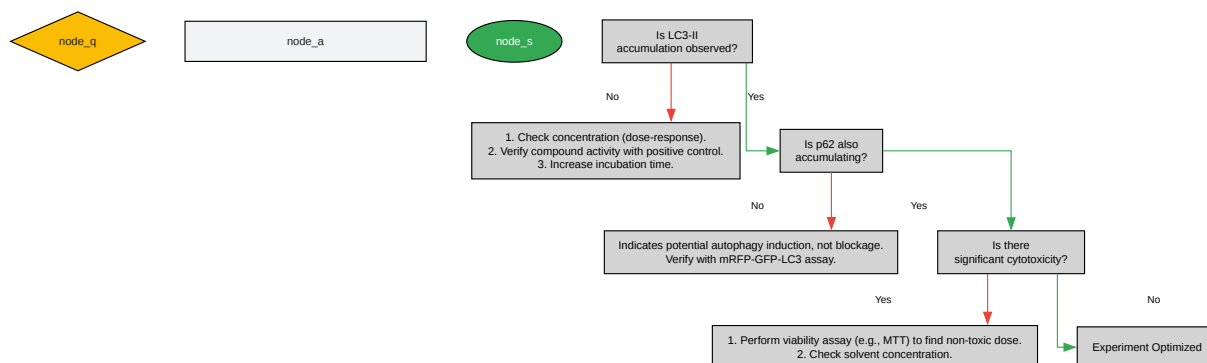 node_q
node_a
node_s
Is LC3-II
accumulation observed?
No
Yes
1. Check concentration (dose-response).
2. Verify compound activity with positive control.
3. Increase incubation time.
Is p62 also
accumulating?
No
Yes
Indicates potential autophagy induction, not blockage.
Verify with mRFP-GFP-LC3 assay.
Is there
significant cytotoxicity?
Yes
No
1. Perform viability assay (e.g., MTT) to find non-toxic dose.
2. Check solvent concentration.
Experiment Optimized